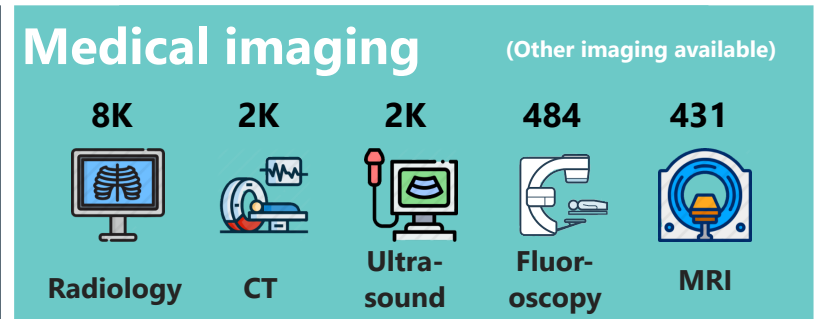 Medical imaging
(Other imaging available)
8K
2K
2K
484
431
Radiology
CT
Ultra-
sound
Fluor-
oscopy
MRI